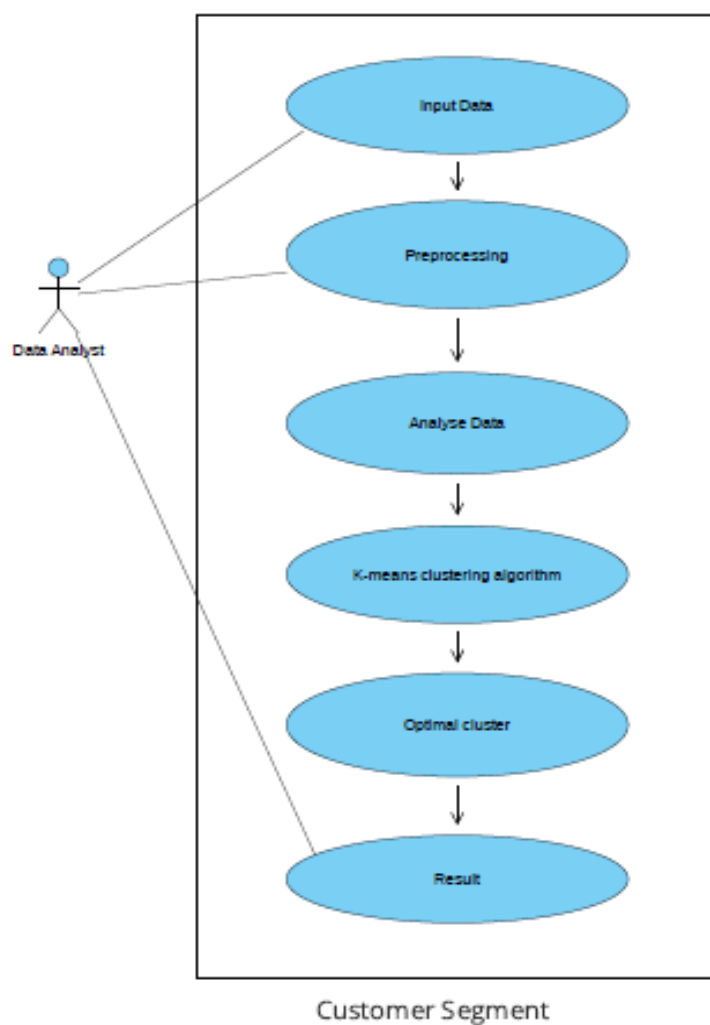 Input Data
Preprocessing
Data Analyst
Analyse Data
K-means clustering algorithm
Optimal cluster
Result
Customer Segment